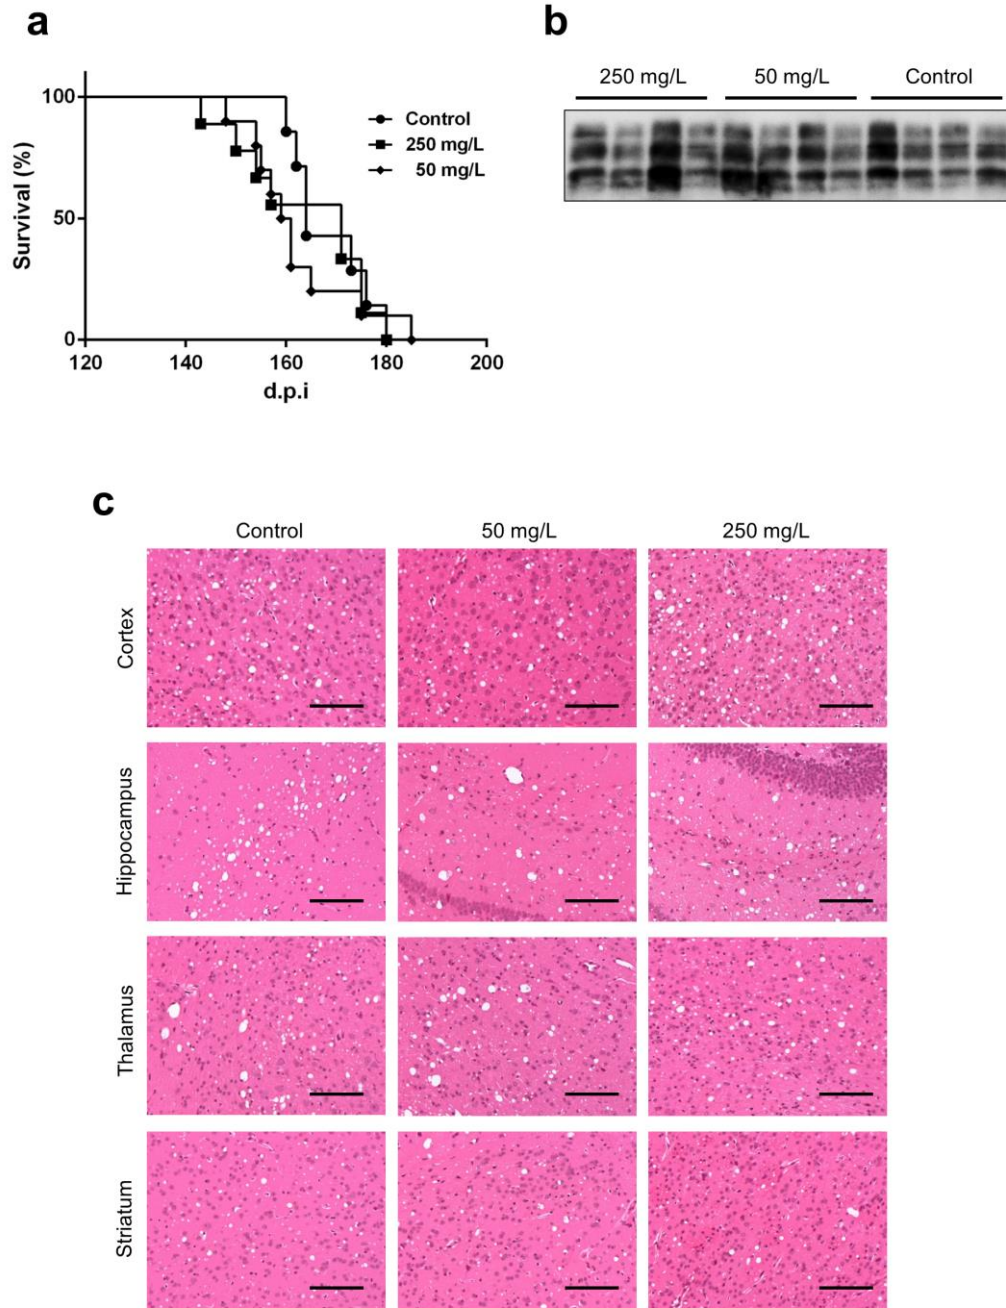 a
100
50
0
Survival (%)
120 140 160 180 200
d.p.i
Control
250 mg/L
50 mg/L
b
250 mg/L 50 mg/L Control
c
Control 50 mg/L 250 mg/L
Cortex
Hippocampus
Thalamus
Striatum